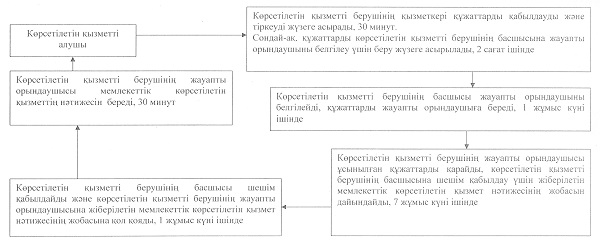 Көрсетілетін қызметті
алушы
Көрсетілетін қызметті берушінің қызметкері құжаттарды қабылдауды және
тіркеуді жүзеге асырады, 30 минут.
Сондай-ақ, құжаттарды көрсетілетін қызметті берушінің басшысына жауапты
орындаушыны белгілеу үшін беру жүзеге асырылады, 2 сағат ішінде
Көрсетілетін қызметті берушінің басшысы жауапты орындаушыны
белгілейді, құжаттарды жауапты орындаушыға береді, 1 жұмыс күні
ішінде
Көрсетілетін қызметті берушінің жауапты орындаушысы
ұсынылған құжаттарды қарайды, көрсетілетін қызметті
берушінің басшысына шешім қабылдау үшін жіберілетін
мемлекеттік көрсетілетін қызмет нәтижесінің жобасын
дайындайды, 7 жұмыс күні ішінде
Көрсетілетін қызметті берушінің басшысы шешім
қабылдайды және көрсетілетін қызметті берушінің жауапты
орындаушысына жіберілетін мемлекеттік көрсетілетін қызмет
нәтижесінің жобасына қол қояды, 1 жұмыс күні ішінде
Көрсетілетін қызметті берушінің жауапты
орындаушысы мемлекеттік көрсетілетін
қызметтің нәтижесін береді, 30 минут